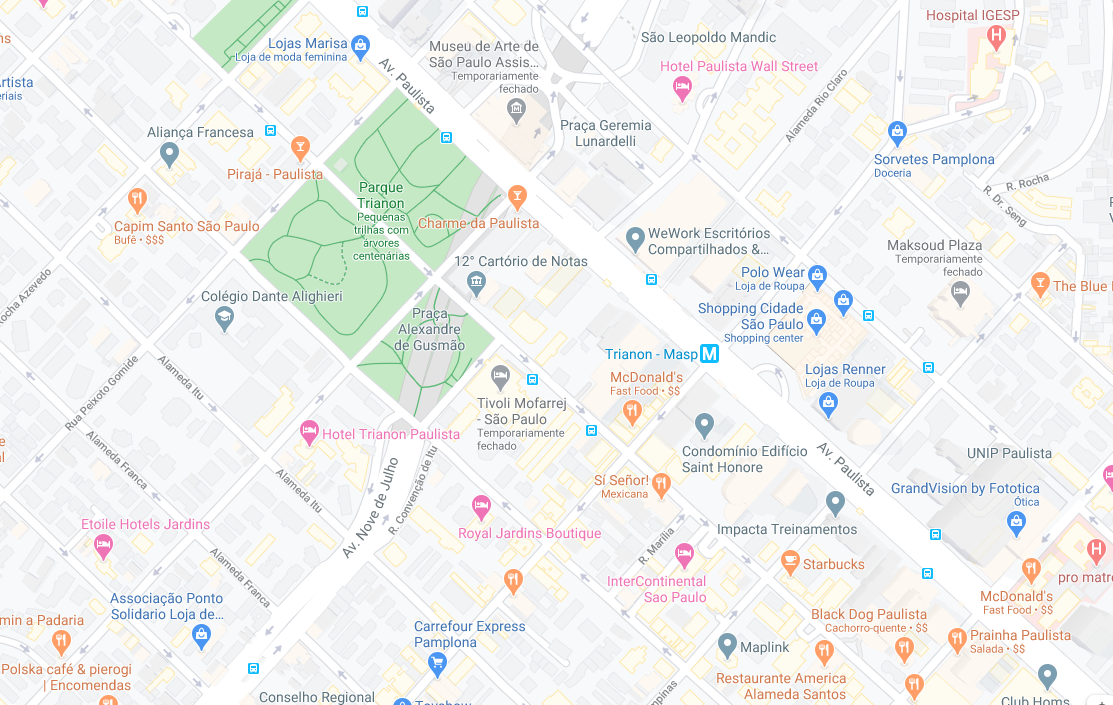 Hospital IGESP
Lojas Marisa
Loja de moda feminina
Museu de Arte de
São Paulo Assis...
Temporariamente
fechado
São Leopoldo Mandic
Av. Paulista
Hotel Paulista Wall Street
Alameda Rio Claro
Aliança Francesa
Praça Geremia
Lunardelli
Sorvetes Pamplona
Doceria
Pirajá - Paulista
Parque
Trianon
Pequenas
trilhas com
árvores
centenárias
R. Rocha
R. Dr. Seng
Capim Santo São Paulo
Bufê • $$$
Charme da Paulista
WeWork Escritórios
Compartilhados &...
Maksoud Plaza
Temporariamente
fechado
12° Cartório de Notas
Polo Wear
Loja de Roupa
The Blue
Rocha Azevedo
Colégio Dante Alighieri
Praça
Alexandre
de Gusmão
Shopping Cidade
São Paulo
Shopping center
Trianon - Masp
M
Rua Peixoto Gomide
Alameda Itu
McDonald's
Fast Food • $$
Lojas Renner
Loja de Roupa
Tivoli Mofarrej
- São Paulo
Temporariamente
fechado
Hotel Trianon Paulista
Alameda Franca
Alameda Itu
Av. Nove de Julho
R. Convenção de Itu
Condomínio Edifício
Saint Honore
Av. Paulista
UNIP Paulista
Sí Señor!
Mexicana
GrandVision by Fototica
Ótica
Etoile Hotels Jardins
Royal Jardins Boutique
Impacta Treinamentos
R. Marília
Alameda Franca
InterContinental
Sao Paulo
Starbucks
pro matre
Associação Ponto
Solidario Loja de...
McDonald's
Fast Food • $$
min a Padaria
Carrefour Express
Pamplona
Black Dog Paulista
Cachorro-quente • $$
Prainha Paulista
Salada • $$
Maplink
Polska café & pierogi
| Encomendas
Restaurante America
Alameda Santos
Conselho Regional
Club Homs